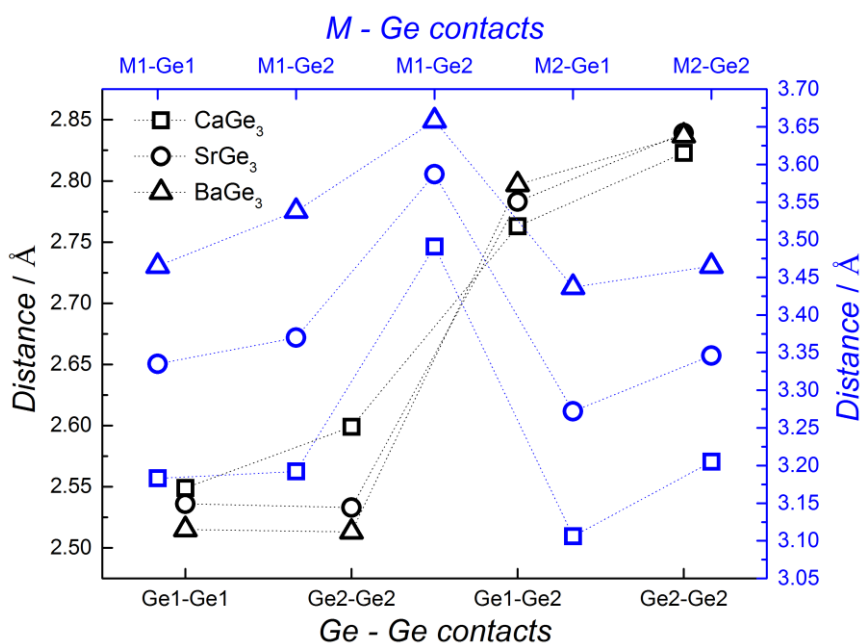 M - Ge contacts
M1-Ge1 M1-Ge2 M1-Ge2 M2-Ge1 M2-Ge2
CaGe₃
SrGe₃
BaGe₃
Distance / Å
2.85
2.80
2.75
2.70
2.65
2.60
2.55
2.50
3.70
3.65
3.60
3.55
3.50
3.45
3.40
3.35
3.30
3.25
3.20
3.15
3.10
3.05
Distance / Å
Ge1-Ge1 Ge2-Ge2 Ge1-Ge2 Ge2-Ge2
Ge - Ge contacts